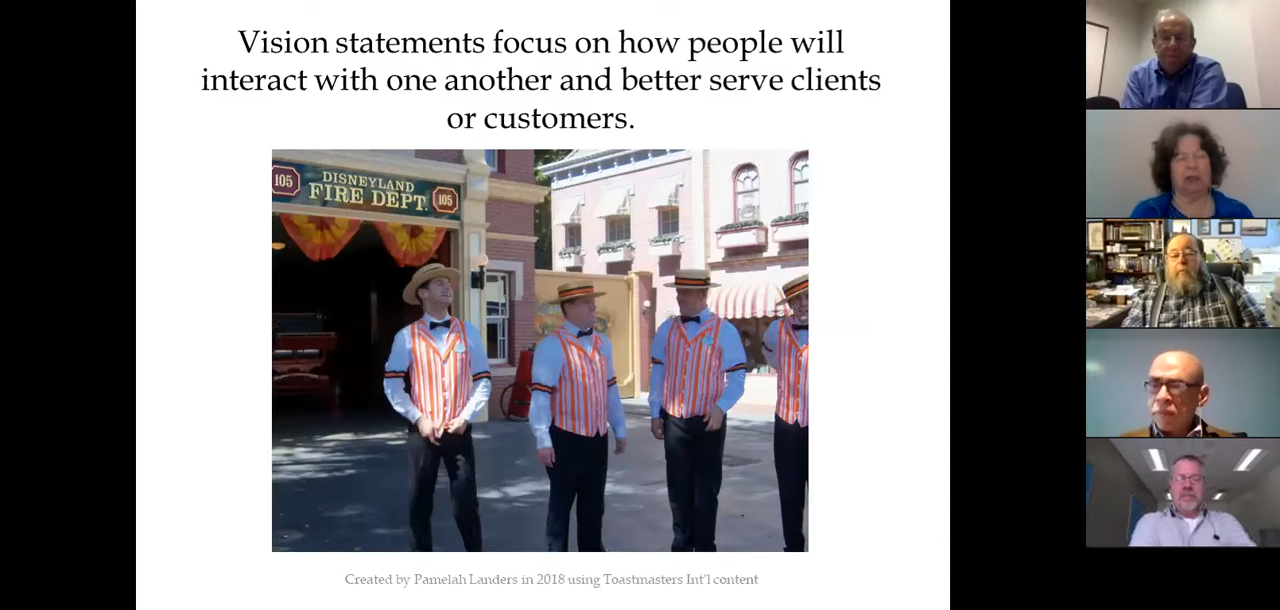 Vision statements focus on how people will
interact with one another and better serve clients
or customers.
105
DISNEYLAND
FIRE DEPT.
105
Created by Pamelah Landers in 2018 using Toastmasters Int'l content